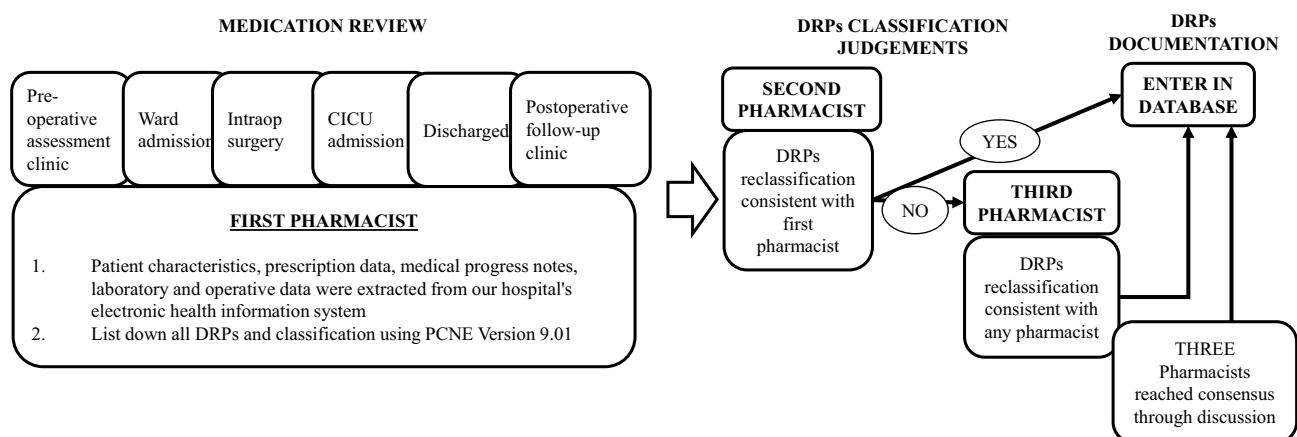 MEDICATION REVIEW
Pre-
operative
assessment
clinic
Ward
admission
Intraop
surgery
CICU
admission
Discharged
Postoperative
follow-up
clinic
FIRST PHARMACIST
1. Patient characteristics, prescription data, medical progress notes,
laboratory and operative data were extracted from our hospital's
electronic health information system
2. List down all DRPs and classification using PCNE Version 9.01
DRPs CLASSIFICATION
JUDGEMENTS
SECOND
PHARMACIST
DRPs
reclassification
consistent with
first
pharmacist
YES
NO
THIRD
PHARMACIST
DRPs
reclassification
consistent with
any pharmacist
DRPs
DOCUMENTATION
ENTER IN
DATABASE
THREE
Pharmacists
reached consensus
through discussion